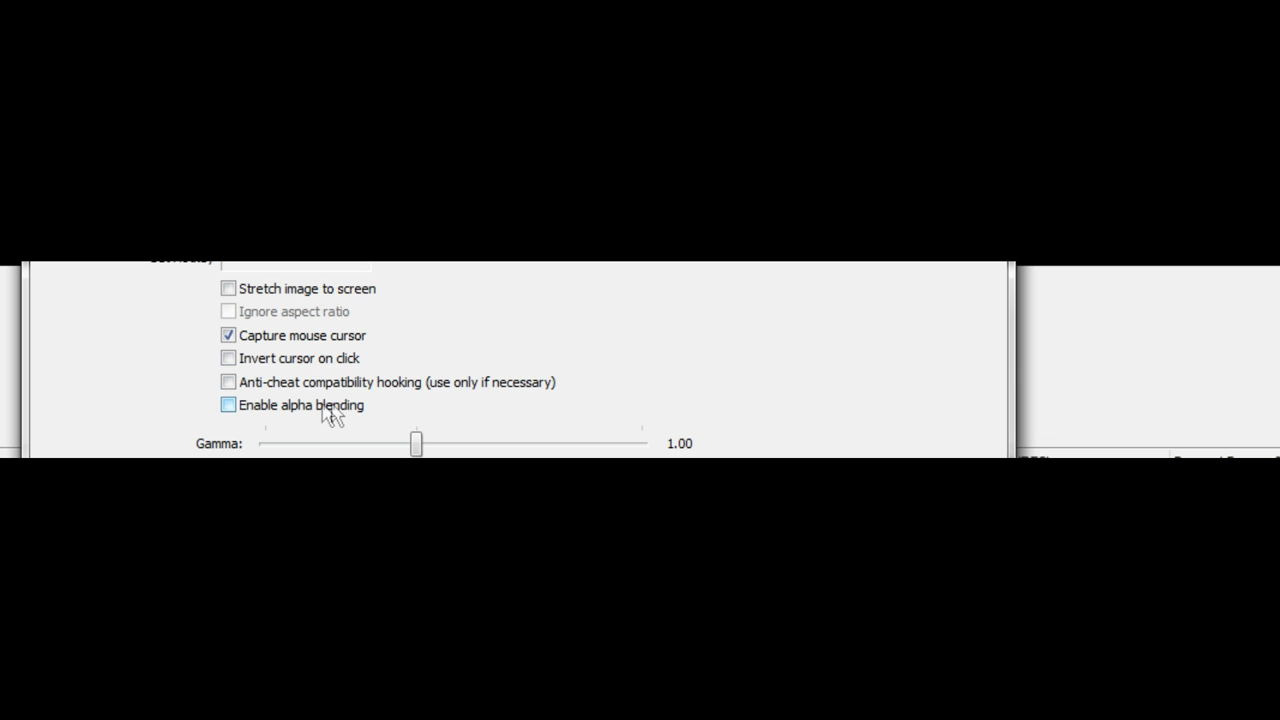 Stretch image to screen
Ignore aspect ratio
Capture mouse cursor
Invert cursor on click
Anti-cheat compatibility hooking (use only if necessary)
Enable alpha blending
Gamma: 1.00